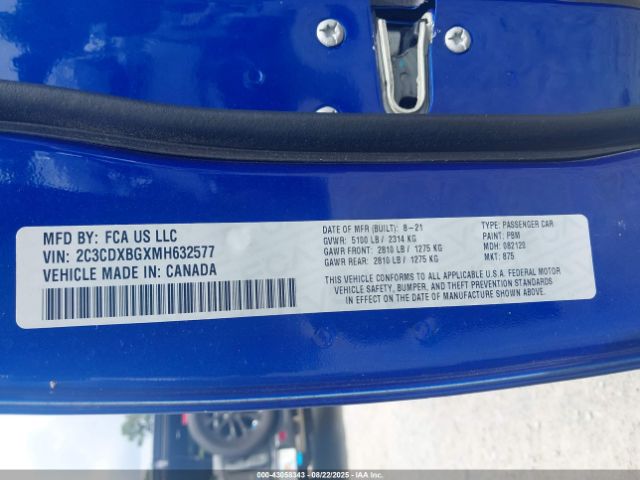 MFD BY: FCA US LLC
VIN: 2C3CDXBGXMH632577
VEHICLE MADE IN: CANADA
DATE OF MFR (BUILT): 8-21
GVWR: 5100 LB / 2314 KG
GAWR FRONT: 2810 LB / 1275 KG
GAWR REAR: 2810 LB / 1275 KG
TYPE: PASSENGER CAR
PAINT: PBM
MDH: 082120
MKT: 875
THIS VEHICLE CONFORMS TO ALL APPLICABLE U.S.A. FEDERAL MOTOR
VEHICLE SAFETY, BUMPER, AND THEFT PREVENTION STANDARDS
IN EFFECT ON THE DATE OF MANUFACTURE SHOWN ABOVE.
000-43058343 - 08/22/2025 - IAAI.COM